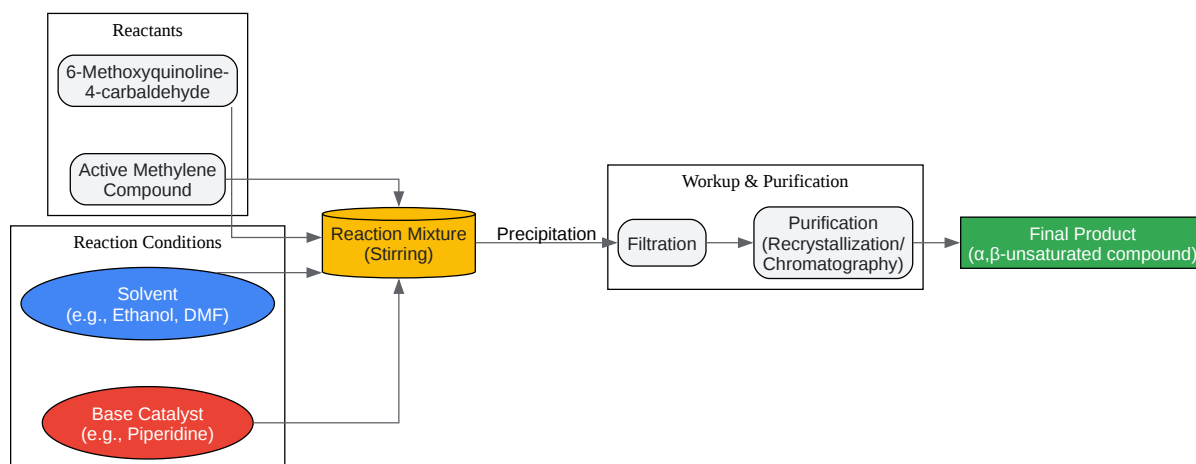 Reactants
6-Methoxyquinoline-
4-carbaldehyde
Active Methylene
Compound
Reaction Conditions
Solvent
(e.g., Ethanol, DMF)
Base Catalyst
(e.g., Piperidine)
Reaction Mixture
(Stirring)
Precipitation
Workup & Purification
Filtration
Purification
(Recrystallization/
Chromatography)
Final Product
(α,β-unsaturated compound)